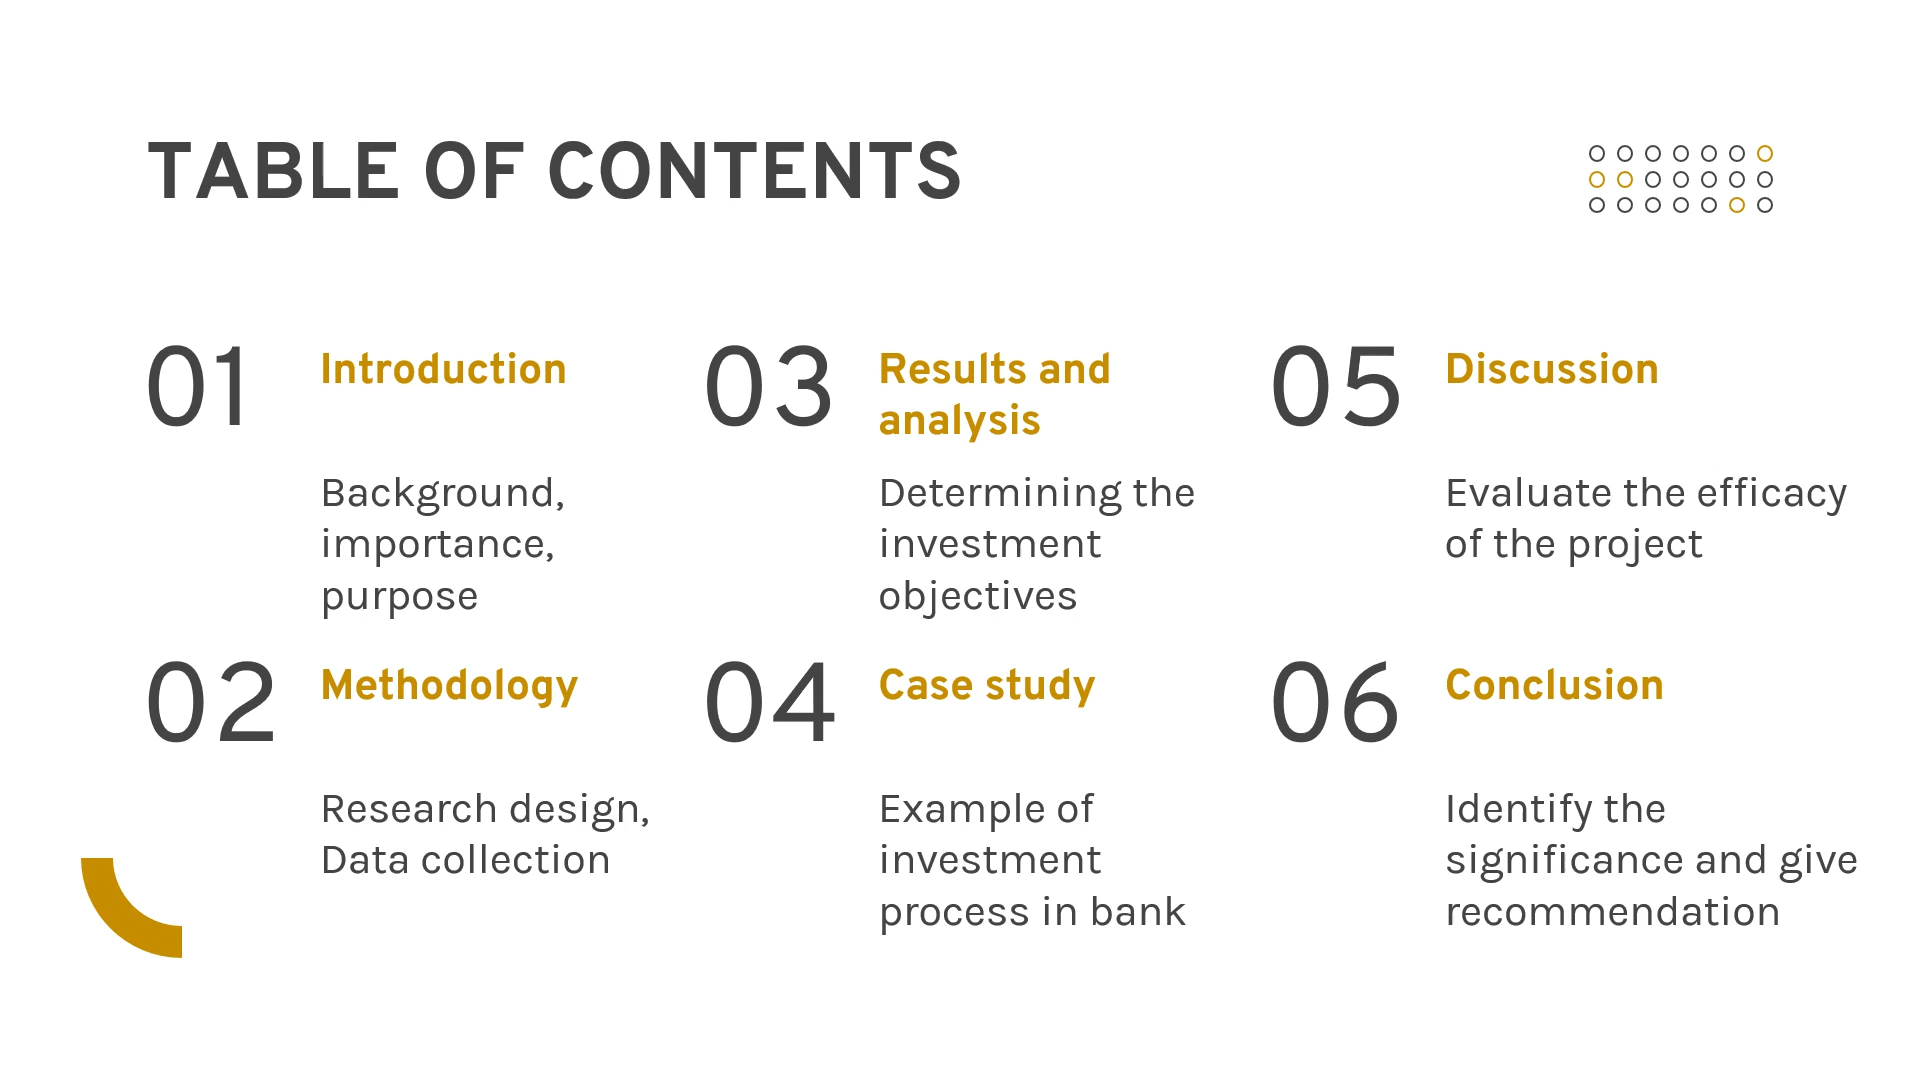 TABLE OF CONTENTS
01
Introduction
Background,
importance,
purpose
02
Methodology
Research design,
Data collection
03
Results and
analysis
Determining the
investment
objectives
04
Case study
Example of
investment
process in bank
05
Discussion
Evaluate the efficacy
of the project
06
Conclusion
Identify the
significance and give
recommendation